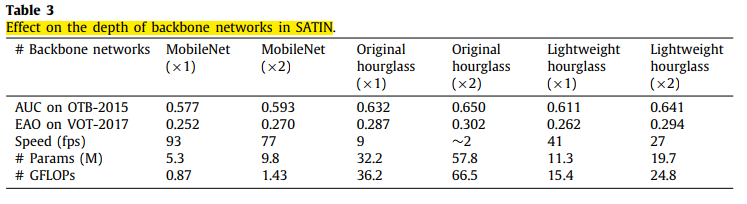 Table 3
Effect on the depth of backbone networks in SATIN.
# Backbone networks MobileNet (×1) MobileNet (×2) Original hourglass (×1) Original hourglass (×2) Lightweight hourglass (×1) Lightweight hourglass (×2)
AUC on OTB-2015 0.577 0.593 0.632 0.650 0.611 0.641
EAO on VOT-2017 0.252 0.270 0.287 0.302 0.262 0.294
Speed (fps) 93 77 9 ~2 41 27
# Params (M) 5.3 9.8 32.2 57.8 11.3 19.7
# GFLOPs 0.87 1.43 36.2 66.5 15.4 24.8